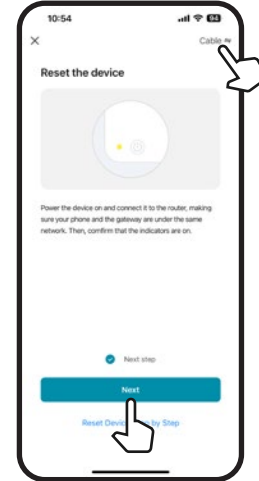 10:54
94
Cable
Reset the device
Power the device on and connect it to the router, making
sure your phone and the gateway are under the same
network. Then, comfirm that the indicators are on.
Next step
Next
Reset Devic by Step